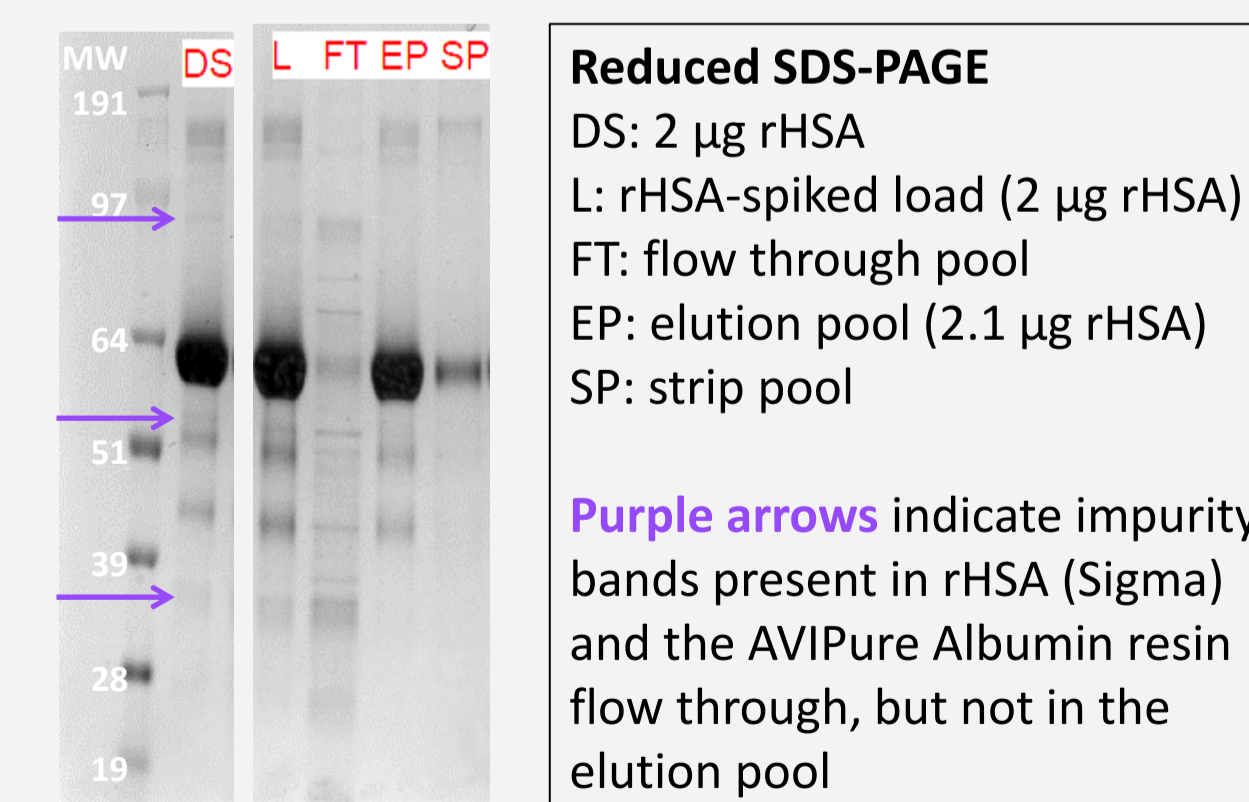 MW
DS
L FT EP SP
191
97
64
51
39
28
19
Reduced SDS-PAGE
DS: 2 µg rHSA
L: rHSA-spiked load (2 µg rHSA)
FT: flow through pool
EP: elution pool (2.1 µg rHSA)
SP: strip pool
Purple arrows indicate impurity
bands present in rHSA (Sigma)
and the AVIPure Albumin resin
flow through, but not in the
elution pool